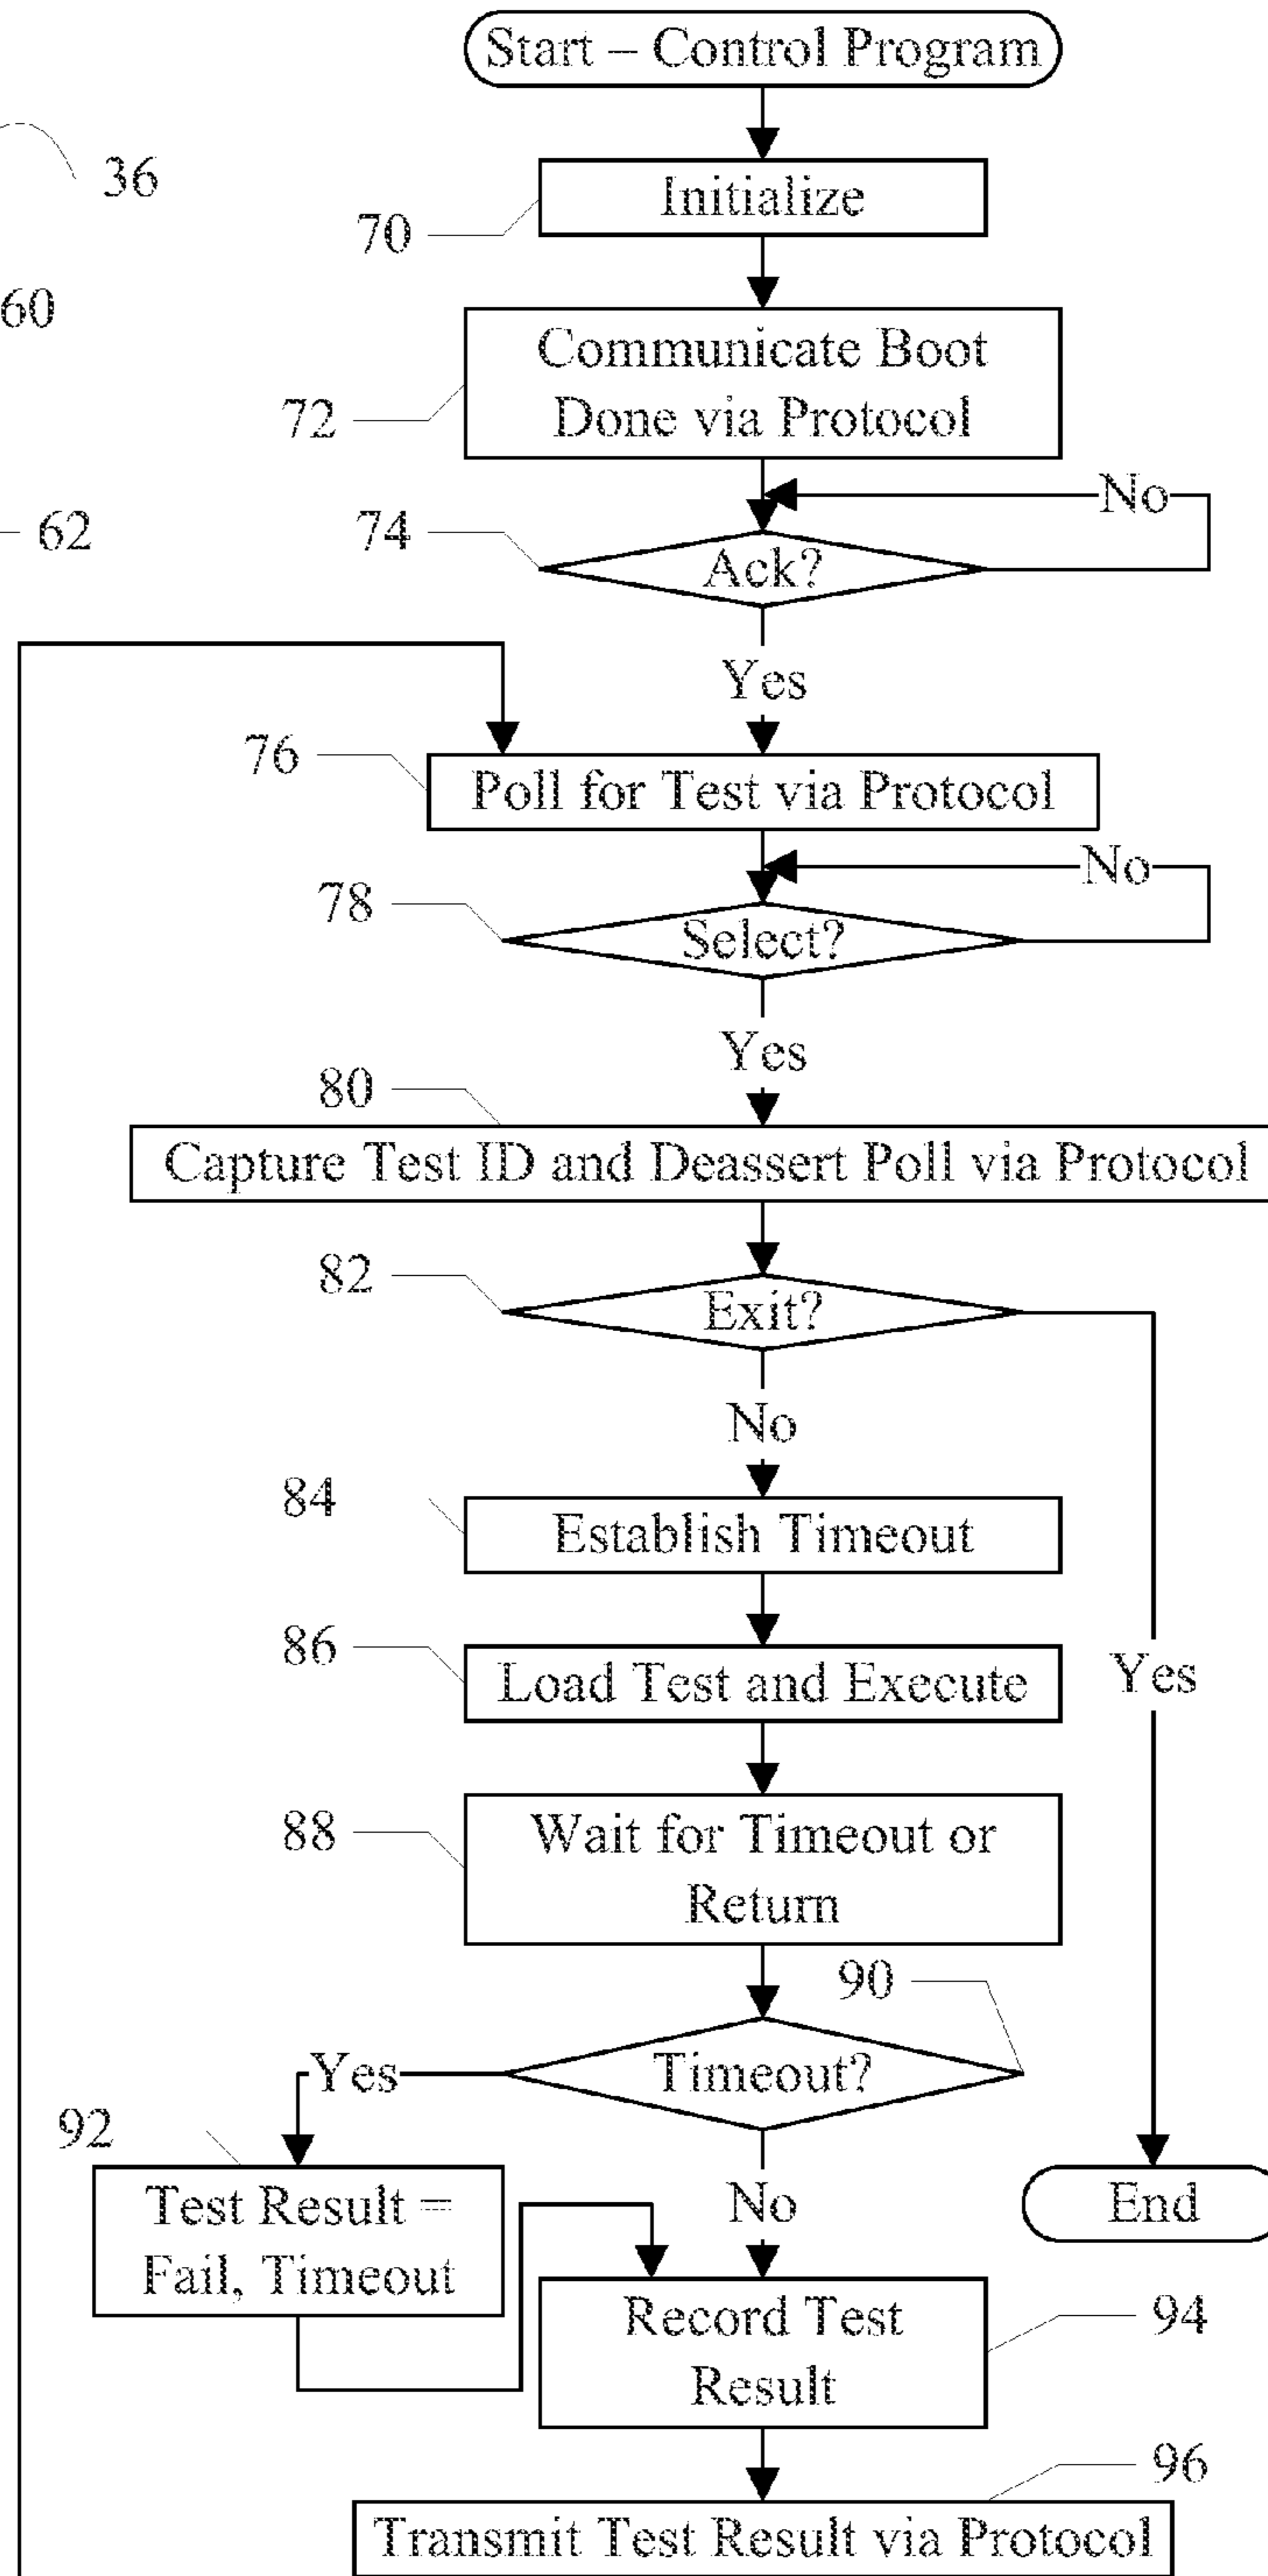 Start – Control Program
36
Initialize
70
60
Communicate Boot
Done via Protocol
72
No
62
74
Ack?
Yes
76
Poll for Test via Protocol
No
78
Select?
Yes
80
Capture Test ID and Deassert Poll via Protocol
82
Exit?
No
84
Establish Timeout
86
Load Test and Execute
Yes
88
Wait for Timeout or
Return
90
Yes
Timeout?
92
Test Result =
Fail, Timeout
No
End
Record Test
Result
94
96
Transmit Test Result via Protocol